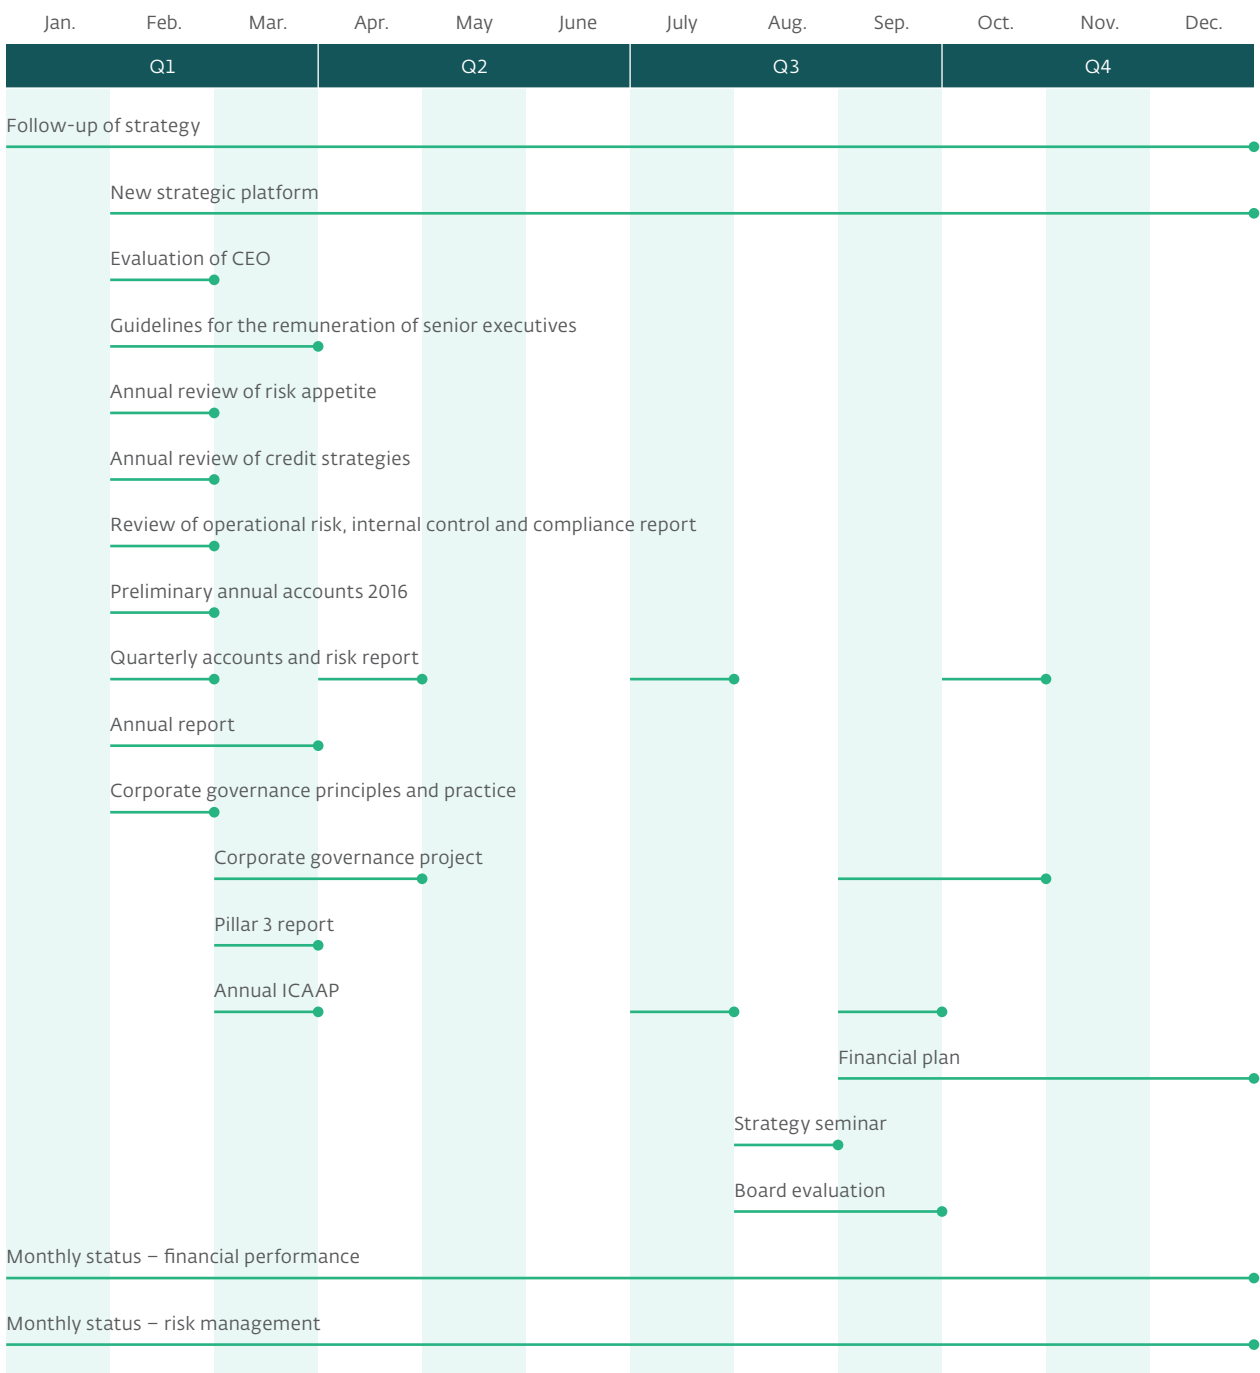 Jan. Feb. Mar. Apr. May June July Aug. Sep. Oct. Nov. Dec.
Q1 Q2 Q3 Q4
Follow-up of strategy
New strategic platform
Evaluation of CEO
Guidelines for the remuneration of senior executives
Annual review of risk appetite
Annual review of credit strategies
Review of operational risk, internal control and compliance report
Preliminary annual accounts 2016
Quarterly accounts and risk report
Annual report
Corporate governance principles and practice
Corporate governance project
Pillar 3 report
Annual ICAAP
Financial plan
Strategy seminar
Board evaluation
Monthly status – financial performance
Monthly status – risk management